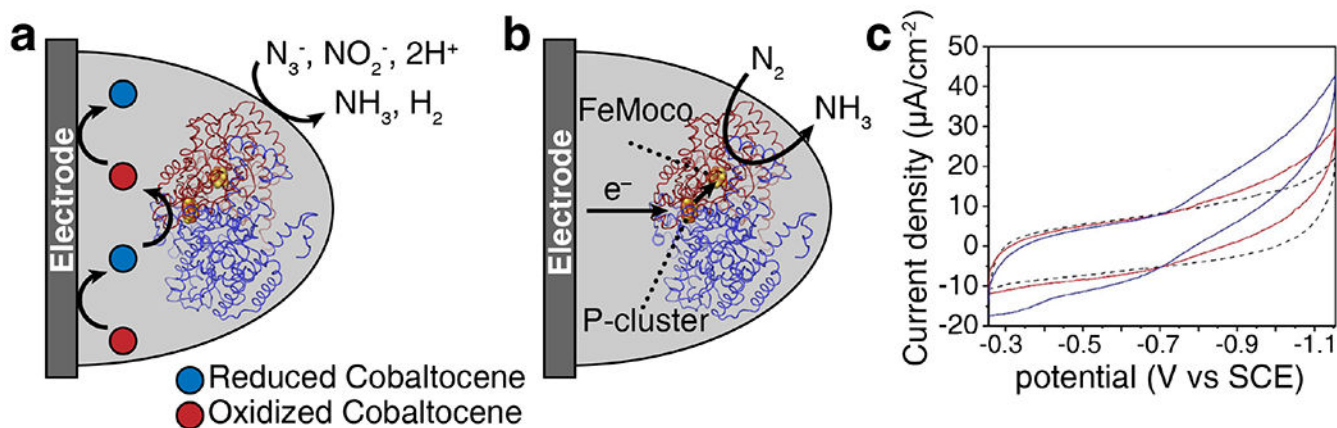 a
Electrode
N₃⁻, NO₂⁻, 2H⁺
NH₃, H₂
Reduced Cobaltocene
Oxidized Cobaltocene
b
Electrode
e⁻
FeMoco
P-cluster
N₂
NH₃
c
Current density (μA/cm⁻²)
50
40
30
20
10
0
-10
-20
-0.3 -0.5 -0.7 -0.9 -1.1
potential (V vs SCE)